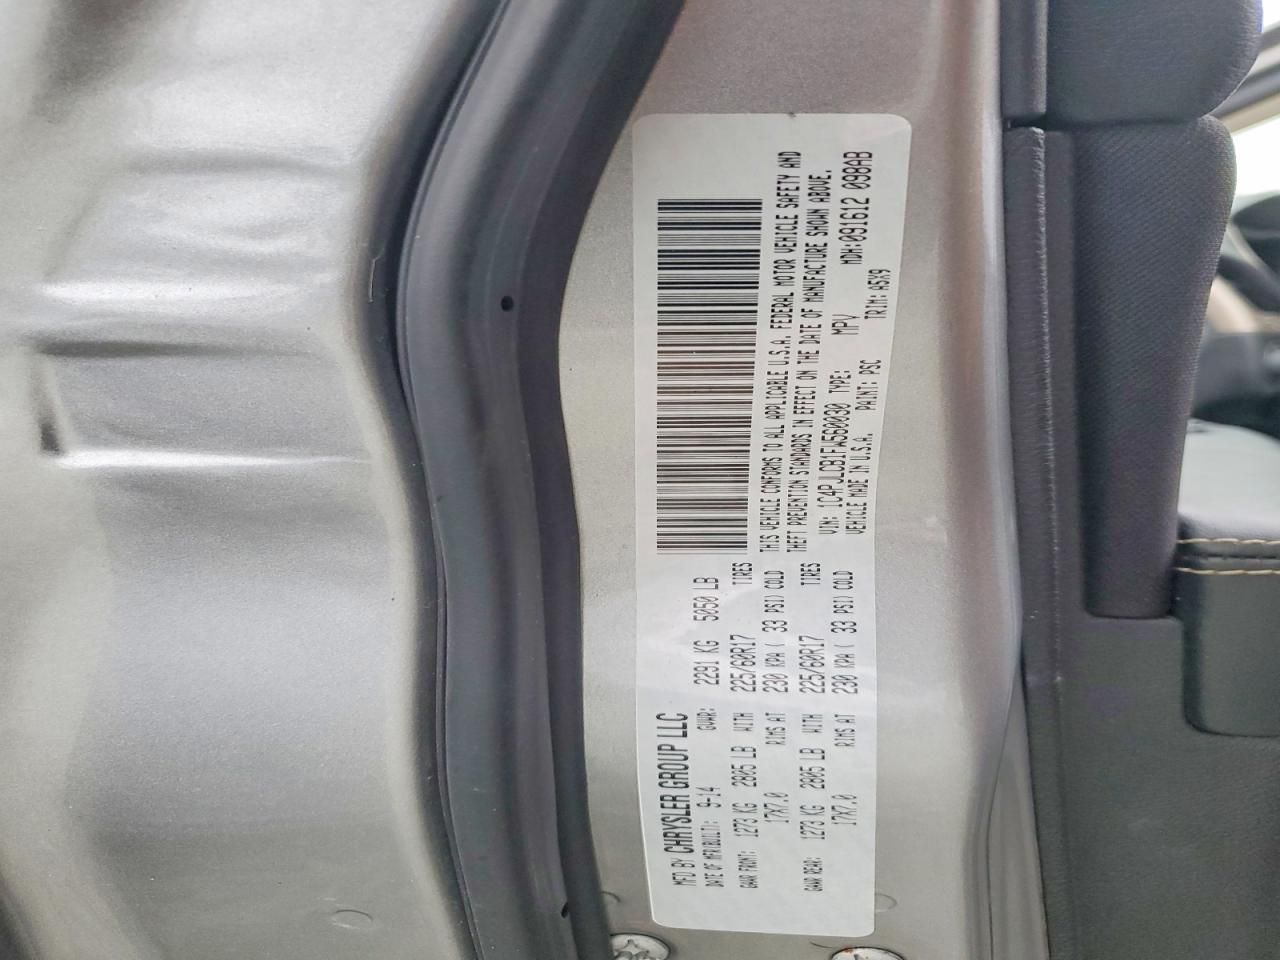 MFD BY CHRYSLER GROUP LLC
DATE OF MFR(BUILT): 9-14 GVWR: 2291 KG 5050 LB
GAWR FRONT: 1273 KG 2805 LB WITH 225/60R17 TIRES
17X7.0 RIMS AT 230 KPA ( 33 PSI) COLD
GAWR REAR: 1273 KG 2805 LB WITH 225/60R17 TIRES
17X7.0 RIMS AT 230 KPA ( 33 PSI) COLD
THIS VEHICLE CONFORMS TO ALL APPLICABLE U.S.A. FEDERAL MOTOR VEHICLE SAFETY AND
THEFT PREVENTION STANDARDS IN EFFECT ON THE DATE OF MANUFACTURE SHOWN ABOVE.
VIN: 1C4PJLCB1FW560030 TYPE: MPV MDH:091612 098AB
VEHICLE MADE IN U.S.A. PAINT: PSC TRIM: A5X9